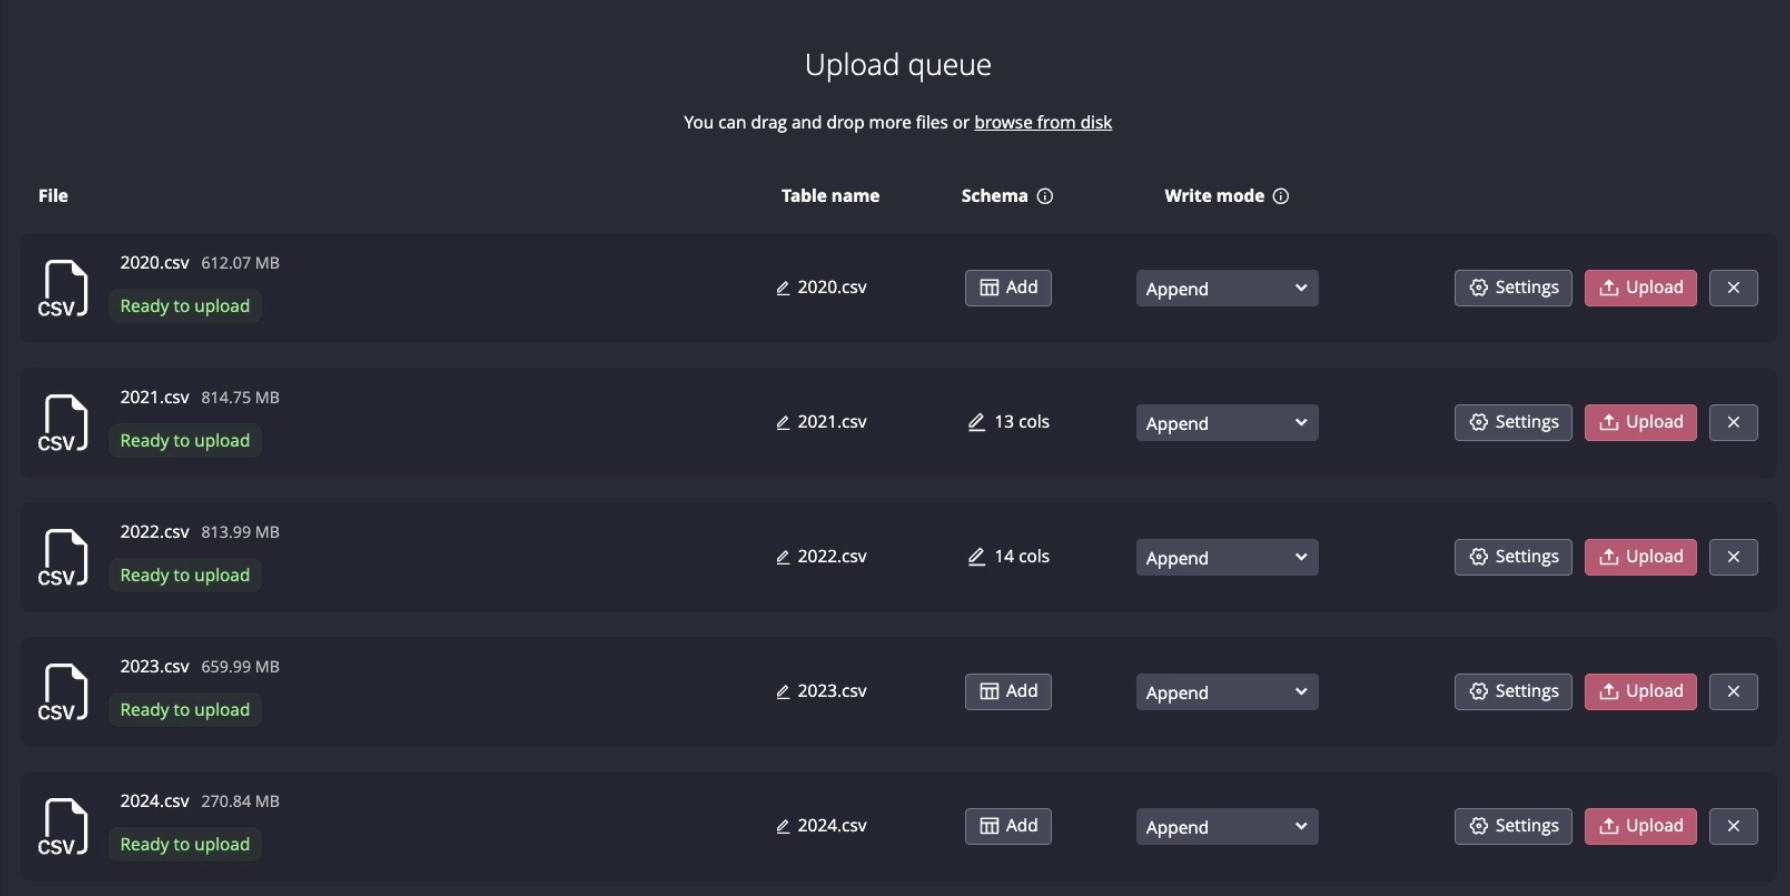 Upload queue
You can drag and drop more files or browse from disk
File Table name Schema Write mode
2020.csv 612.07 MB
CSV Ready to upload 2020.csv Add Append Settings Upload
2021.csv 814.75 MB
CSV Ready to upload 2021.csv 13 cols Append Settings Upload
2022.csv 813.99 MB
CSV Ready to upload 2022.csv 14 cols Append Settings Upload
2023.csv 659.99 MB
CSV Ready to upload 2023.csv Add Append Settings Upload
2024.csv 270.84 MB
CSV Ready to upload 2024.csv Add Append Settings Upload